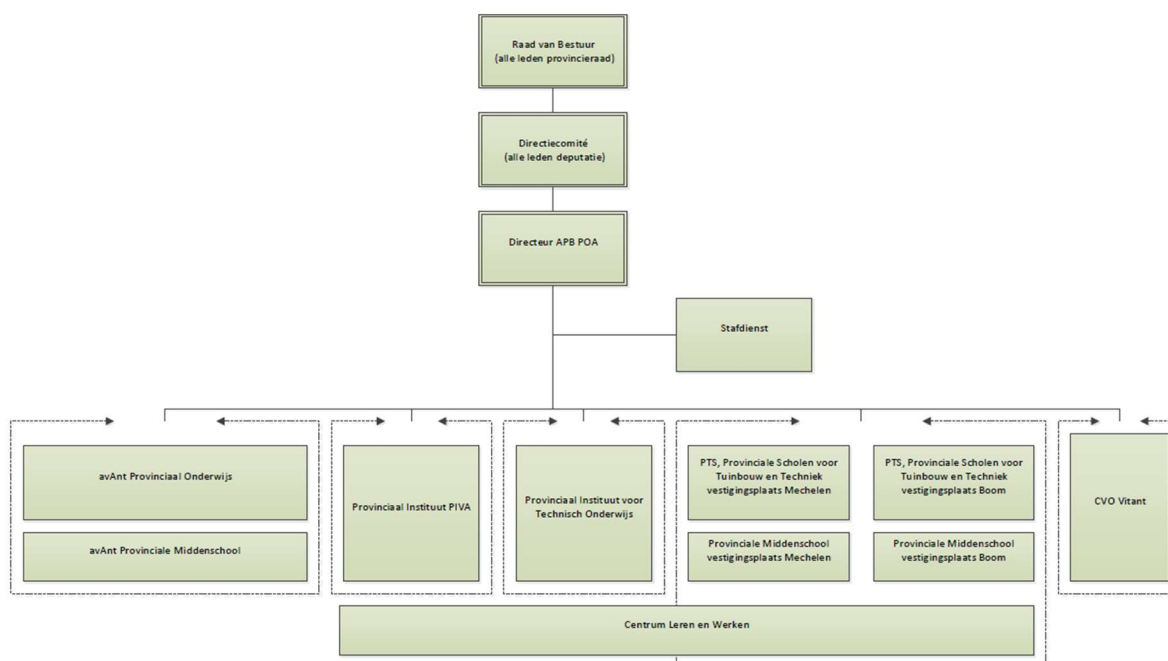 Raad van Bestuur
(alle leden provincieraad)
Directiecomité
(alle leden deputatie)
Directeur APB POA
Stafdienst
avAnt Provinciaal Onderwijs
avAnt Provinciale Middenschool
Provinciaal Instituut PIVA
Provinciaal Instituut voor
Technisch Onderwijs
PTS, Provinciale Scholen voor
Tuinbouw en Techniek
vestigingsplaats Mechelen
Provinciale Middenschool
vestigingsplaats Mechelen
PTS, Provinciale Scholen voor
Tuinbouw en Techniek
vestigingsplaats Boom
Provinciale Middenschool
vestigingsplaats Boom
CVO Vitant
Centrum Leren en Werken